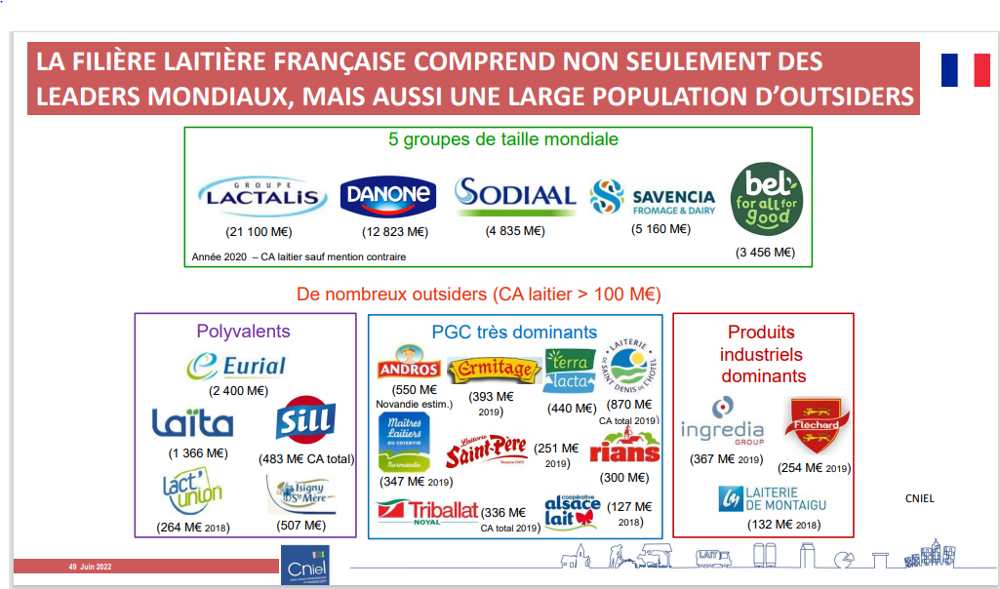 LA FILIÈRE LAITIÈRE FRANÇAISE COMPREND NON SEULEMENT DES
LEADERS MONDIAUX, MAIS AUSSI UNE LARGE POPULATION D’OUTSIDERS
5 groupes de taille mondiale
GROUPE
LACTALIS
(21 100 M€)
DANONE
(12 823 M€)
SODIAAL
(4 835 M€)
SAVENCIA
FROMAGE & DAIRY
(5 160 M€)
bel
for all for
good
(3 456 M€)
Année 2020 – CA laitier sauf mention contraire
De nombreux outsiders (CA laitier > 100 M€)
Polyvalents
Eurial
(2 400 M€)
Laïta
(1 366 M€)
Sill
(483 M€ CA total)
Lact'
union
(264 M€ 2018)
Isigny
Ste Mère
(507 M€)
PGC très dominants
ANDROS
(550 M€
Novandie estim.)
Ermitage
(393 M€
2019)
terra
lacta
(440 M€)
LAITERIE
DE SAINT DENIS DE L'HÔTEL
(870 M€
CA total 2019)
Maîtres
Laitiers
DU COTENTIN
Normandie
(347 M€ 2019)
Laiterie
Saint-Père
(251 M€
2019)
rians
(300 M€)
Triballat
NOYAL
(336 M€
CA total 2019)
coopérative
alsace
lait
(127 M€
2018)
Produits
industriels
dominants
ingredia
GROUP
(367 M€ 2019)
Fléchard
(254 M€ 2019)
LAITERIE
DE MONTAIGU
(132 M€ 2018)
CNIEL
49 Juin 2022
Cniel
LAIT